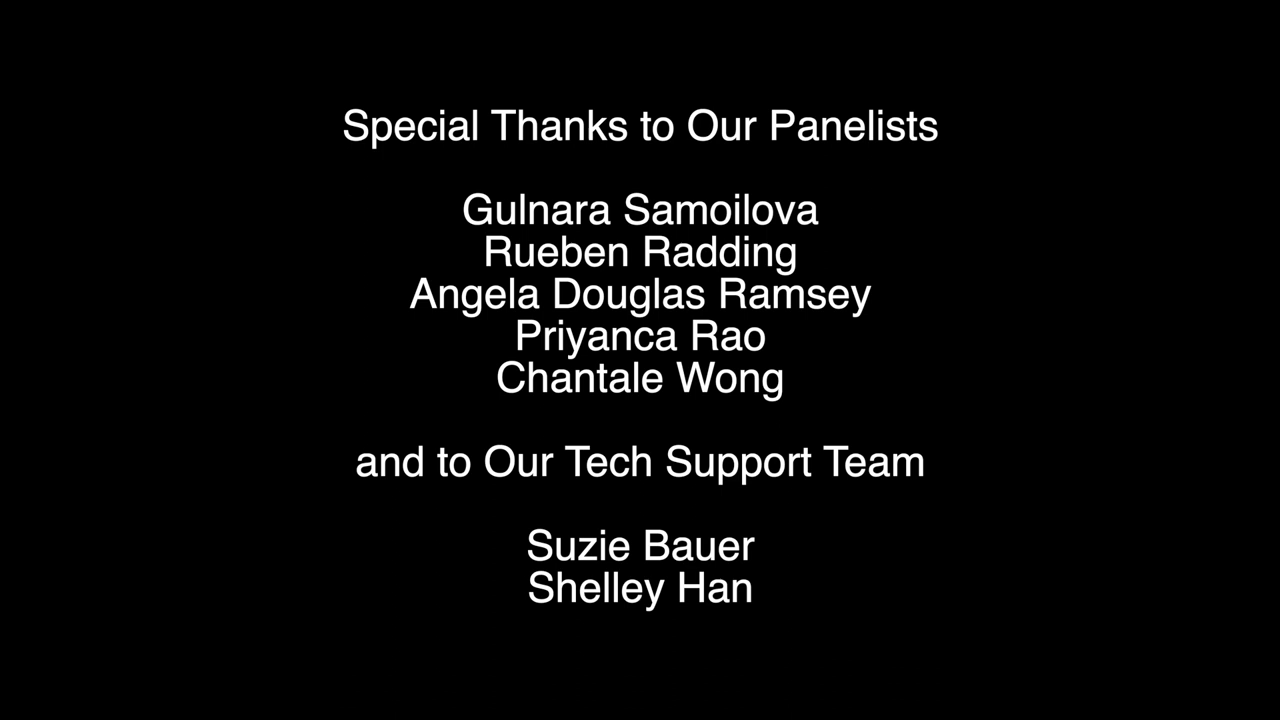 Special Thanks to Our Panelists
Gulnara Samoilova
Rueben Radding
Angela Douglas Ramsey
Priyanca Rao
Chantale Wong
and to Our Tech Support Team
Suzie Bauer
Shelley Han